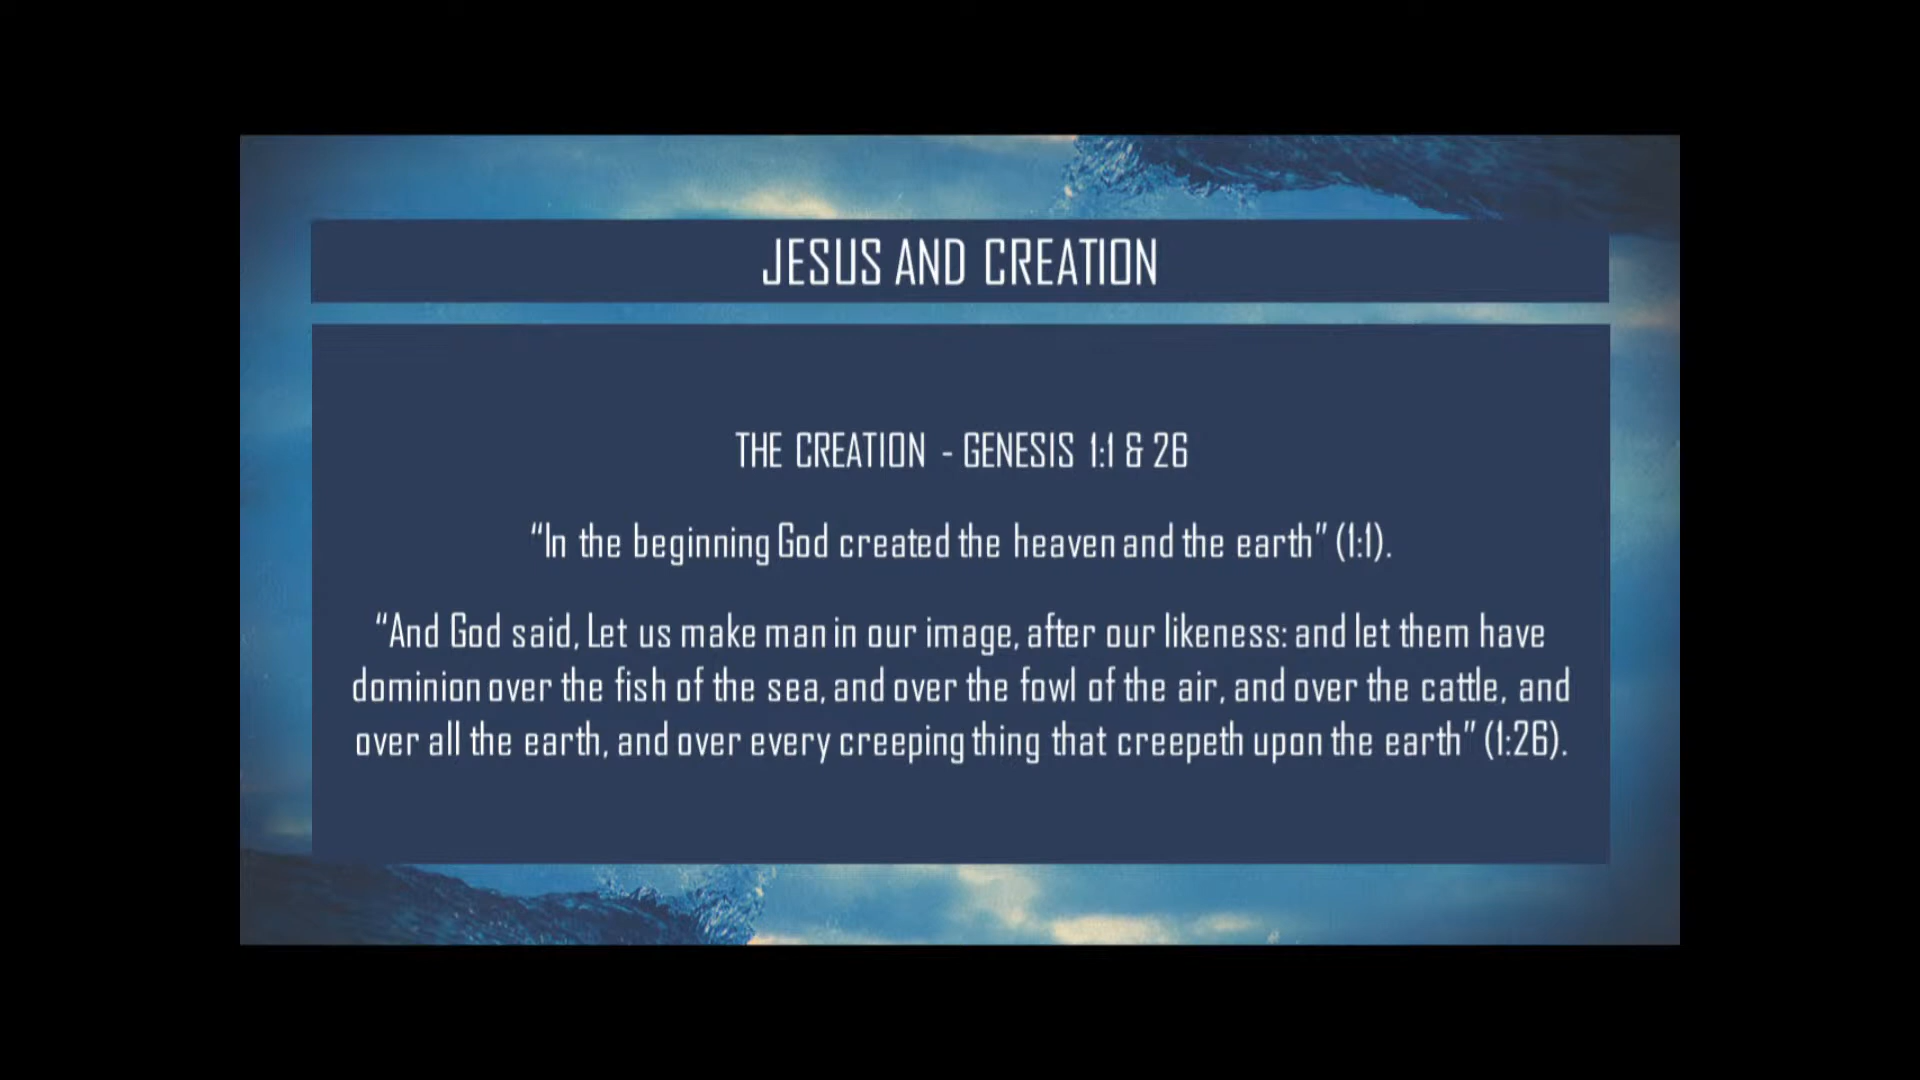 JESUS AND CREATION
THE CREATION - GENESIS 1:1 & 26
“In the beginning God created the heaven and the earth” (1:1).
“And God said, Let us make man in our image, after our likeness: and let them have
dominion over the fish of the sea, and over the fowl of the air, and over the cattle, and
over all the earth, and over every creeping thing that creepeth upon the earth” (1:26).